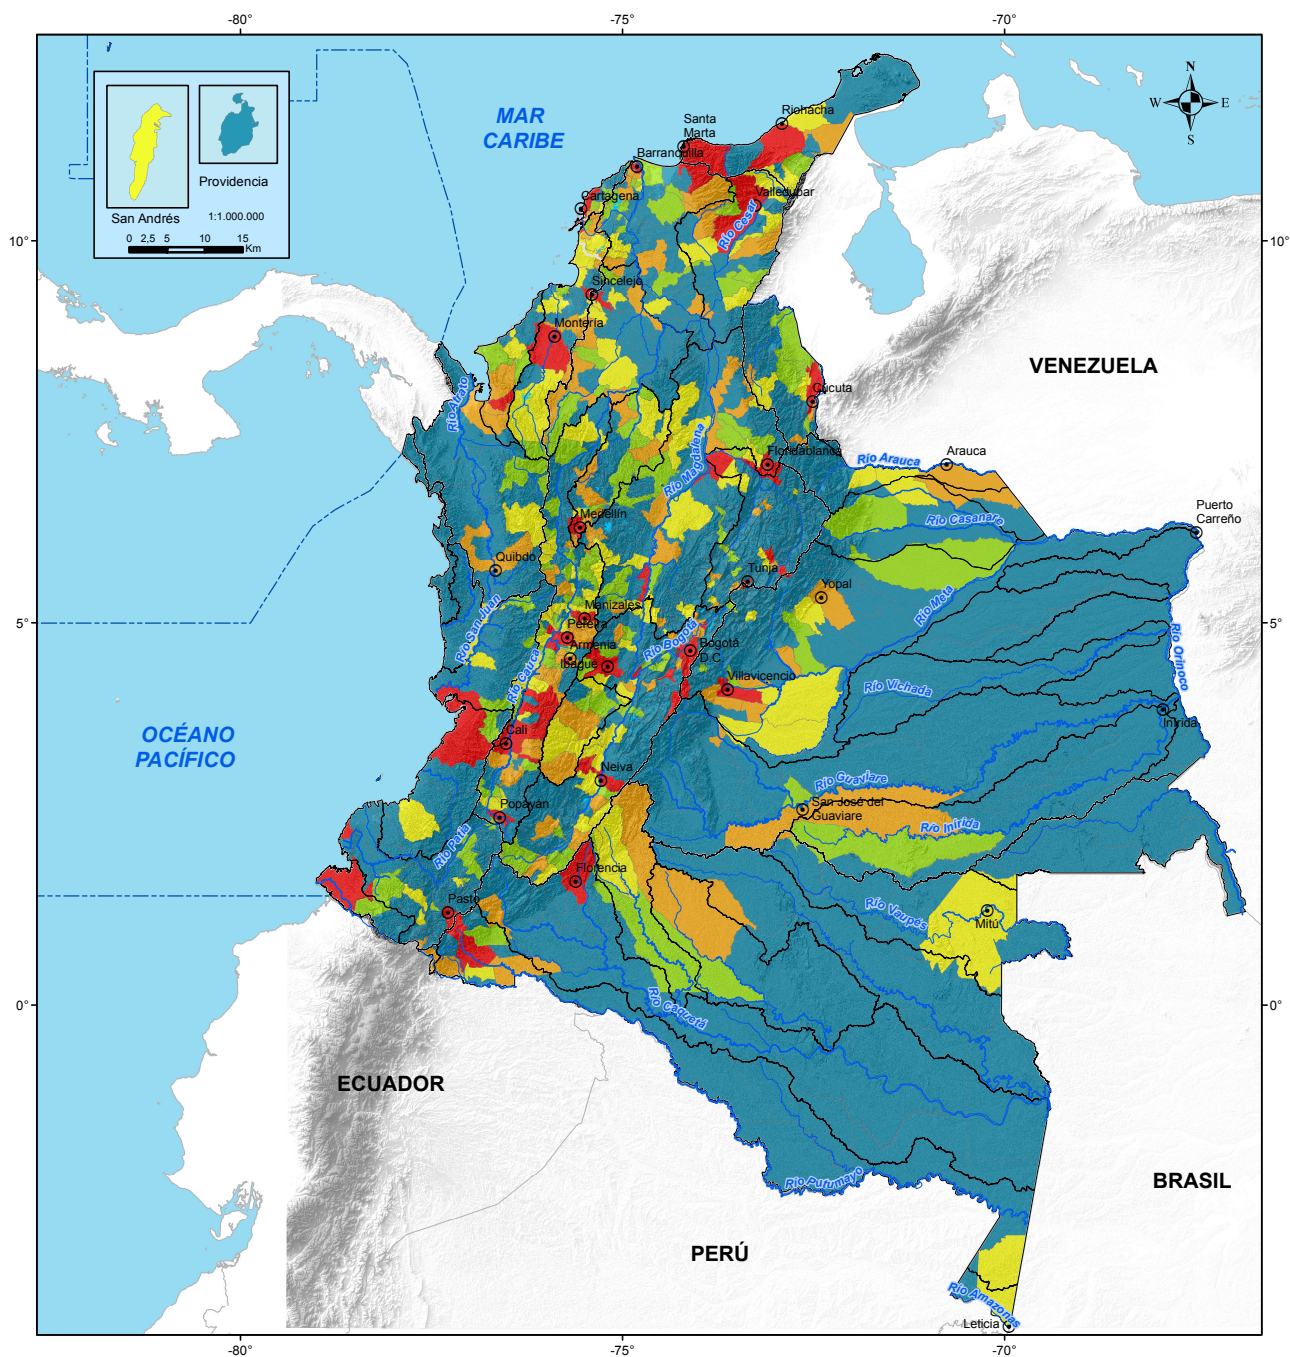 -80°
-75°
-70°
N
W
E
S
MAR
CARIBE
Riohacha
Santa
Marta
Barranquilla
Valledupar
Cartagena
Río Cesar
Providencia
San Andrés
1:1.000.000
0 2,5 5 10 15
Km
10°
10°
Sincelejo
Montería
VENEZUELA
Cúcuta
Río Atrato
Río Magdalena
Floridablanca
Río Arauca
Arauca
Río Casanare
Puerto
Carreño
Medellín
Quibdo
Tunja
Yopal
Río Meta
Río San Juan
Manizales
Pereira
Armenia
Ibagué
Río Bogotá
Bogotá
D.C.
5°
5°
Río Orinoco
Río Cauca
Villavicencio
Río Vichada
Inírida
OCÉANO
PACÍFICO
Cali
Neiva
Río Guaviare
San José del
Guaviare
Río Inírida
Popayán
Río Patía
Florencia
Pasto
Río Vaupés
Mitú
0°
0°
Río Caquetá
ECUADOR
BRASIL
Río Putumayo
PERÚ
Río Amazonas
Leticia
-80°
-75°
-70°